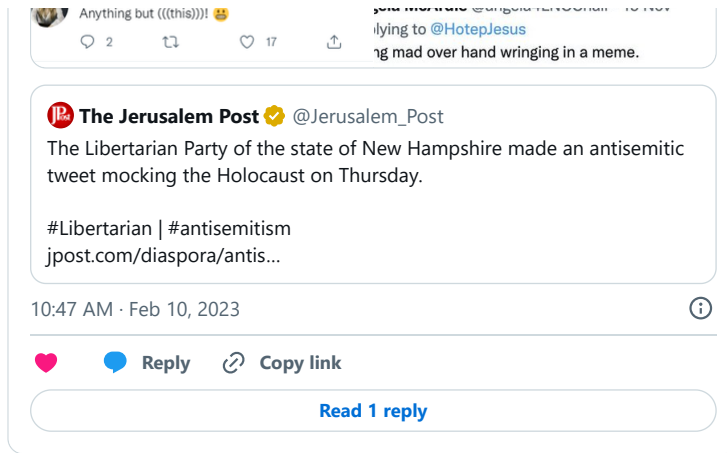 Anything but (((this)))! 😬
2 17
lying to @HotepJesus
ng mad over hand wringing in a meme.
The Jerusalem Post @Jerusalem_Post
The Libertarian Party of the state of New Hampshire made an antisemitic
tweet mocking the Holocaust on Thursday.
#Libertarian | #antisemitism
jpost.com/diaspora/antis...
10:47 AM · Feb 10, 2023
Reply Copy link
Read 1 reply